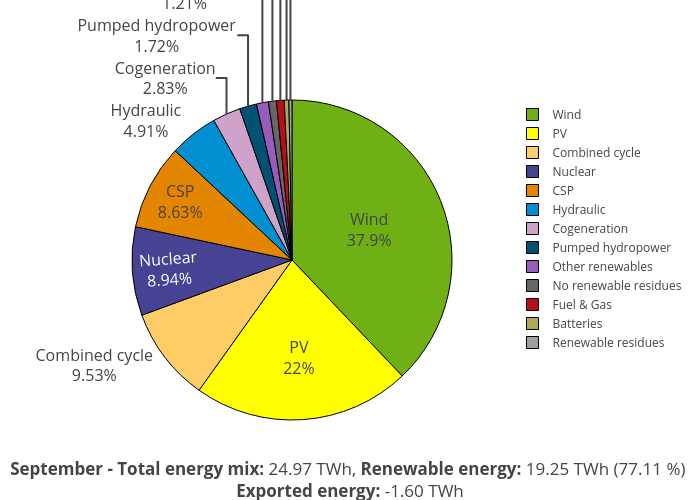 1.21%
Pumped hydropower
1.72%
Cogeneration
2.83%
Hydraulic
4.91%
CSP
8.63%
Nuclear
8.94%
Combined cycle
9.53%
Wind
37.9%
PV
22%
Wind
PV
Combined cycle
Nuclear
CSP
Hydraulic
Cogeneration
Pumped hydropower
Other renewables
No renewable residues
Fuel & Gas
Batteries
Renewable residues
September - Total energy mix: 24.97 TWh, Renewable energy: 19.25 TWh (77.11 %)
Exported energy: -1.60 TWh